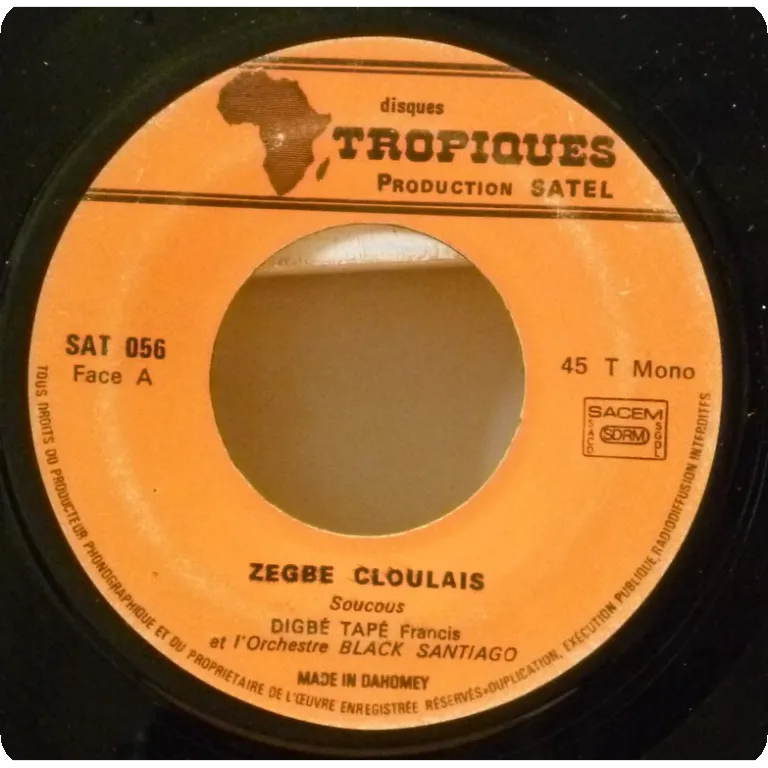 disques
TROPIQUES
PRODUCTION SATEL
SAT 056
Face A
45 T Mono
SACEM
SACD
SDRM
SGDL
ZEGBE CLOULAIS
Soucous
DIGBÉ TAPÉ Francis
et l'Orchestre BLACK SANTIAGO
MADE IN DAHOMEY
TOUS DROITS DU PRODUCTEUR PHONOGRAPHIQUE ET DU PROPRIETAIRE DE L'ŒUVRE ENREGISTRÉE RÉSERVÉS•DUPLICATION, EXÉCUTION PUBLIQUE, RADIODIFFUSION INTERDITES